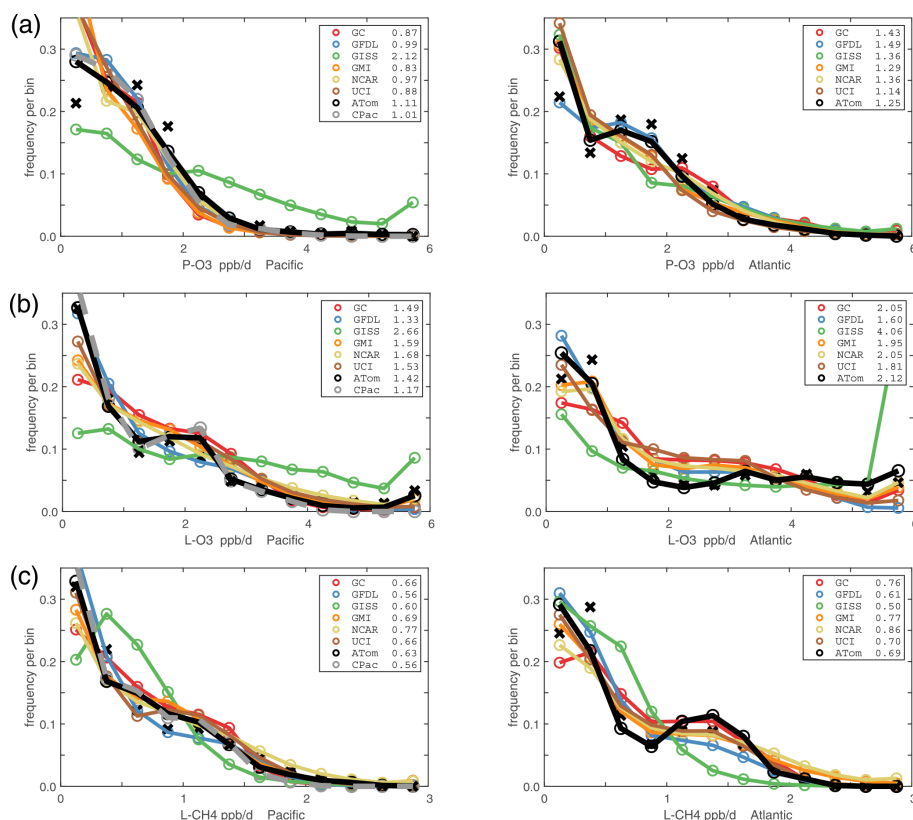 (a)
frequency per bin
0.3
0.2
0.1
0.0
0 2 4 6
P-O3 ppb/d Pacific
GC 0.87
GFDL 0.99
GISS 2.12
GMI 0.83
NCAR 0.97
UCI 0.88
ATom 1.11
CPac 1.01
frequency per bin
0.3
0.2
0.1
0.0
0 2 4 6
P-O3 ppb/d Atlantic
GC 1.43
GFDL 1.49
GISS 1.36
GMI 1.29
NCAR 1.36
UCI 1.14
ATom 1.25
(b)
frequency per bin
0.3
0.2
0.1
0.0
0 2 4 6
L-O3 ppb/d Pacific
GC 1.49
GFDL 1.33
GISS 2.66
GMI 1.59
NCAR 1.68
UCI 1.53
ATom 1.42
CPac 1.17
frequency per bin
0.3
0.2
0.1
0.0
0 2 4 6
L-O3 ppb/d Atlantic
GC 2.05
GFDL 1.60
GISS 4.06
GMI 1.95
NCAR 2.05
UCI 1.81
ATom 2.12
(c)
frequency per bin
0.3
0.2
0.1
0.0
0 1 2 3
L-CH4 ppb/d Pacific
GC 0.66
GFDL 0.56
GISS 0.60
GMI 0.69
NCAR 0.77
UCI 0.66
ATom 0.63
CPac 0.56
frequency per bin
0.3
0.2
0.1
0.0
0 1 2 3
L-CH4 ppb/d Atlantic
GC 0.76
GFDL 0.61
GISS 0.50
GMI 0.77
NCAR 0.86
UCI 0.70
ATom 0.69